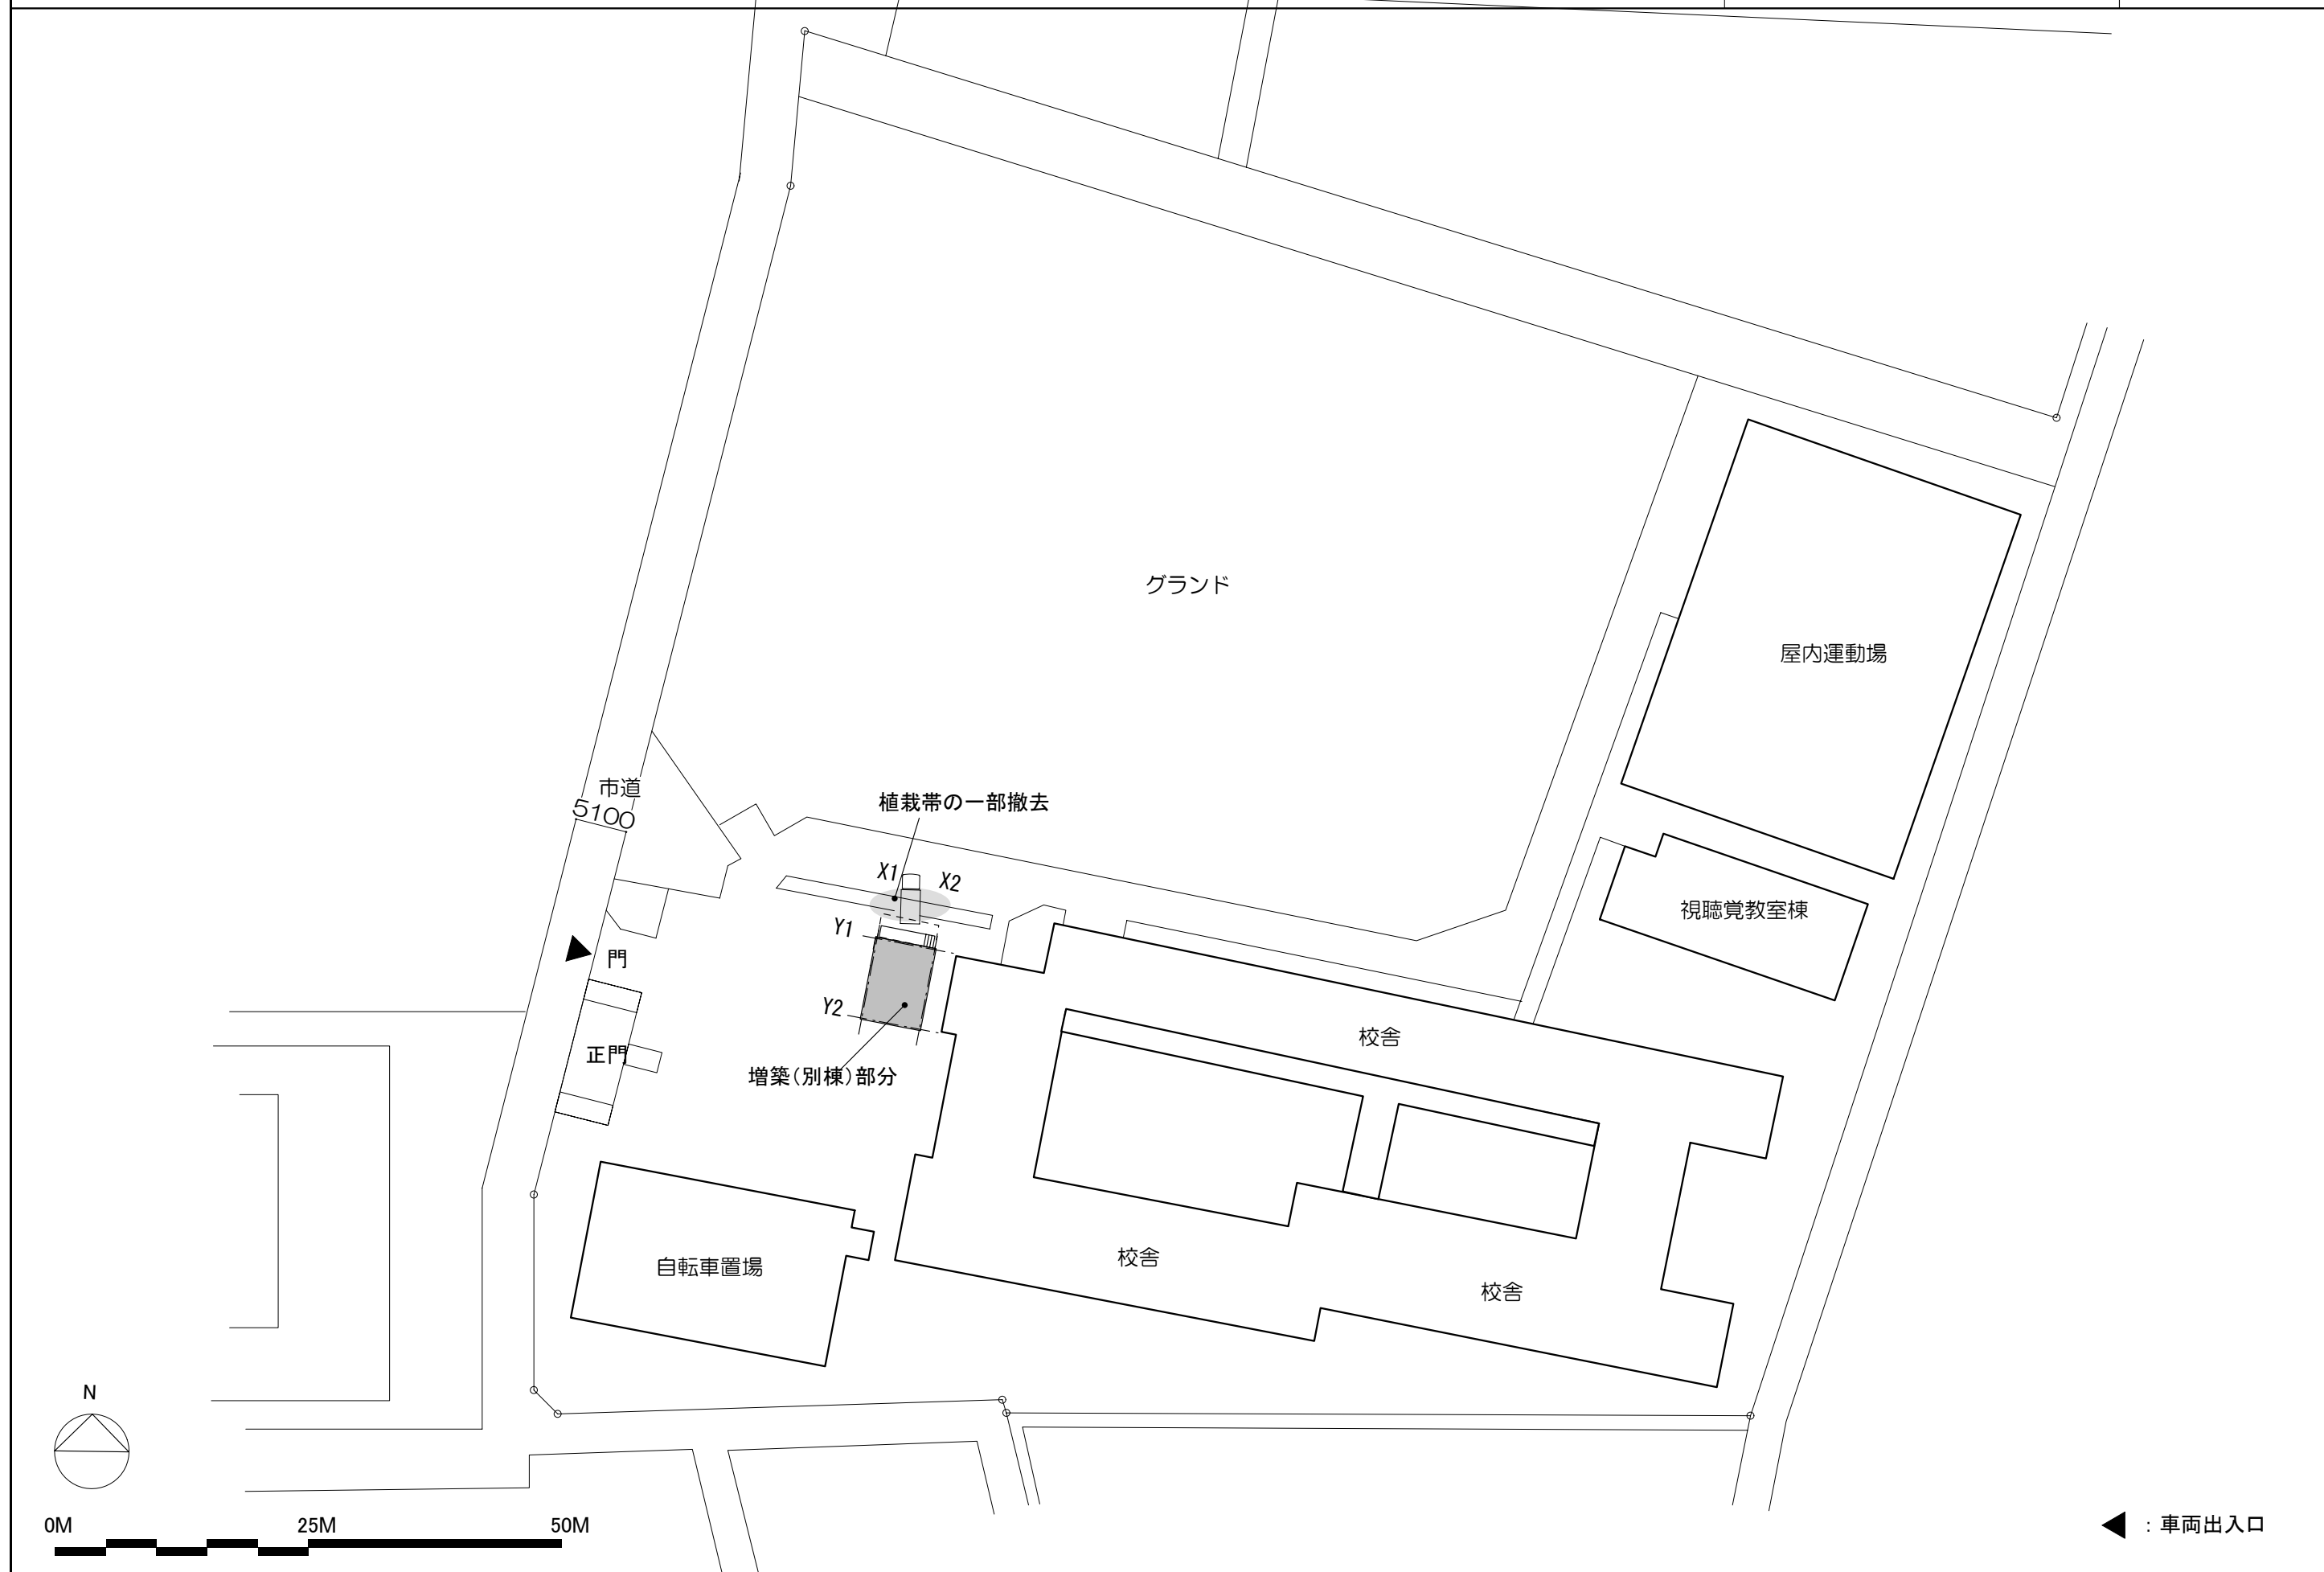 グランド
屋内運動場
市道
5100
植栽帯の一部撤去
X1
X2
視聴覚教室棟
Y1
門
Y2
校舎
正門
増築(別棟)部分
校舎
自転車置場
校舎
N
0M
25M
50M
: 車両出入口